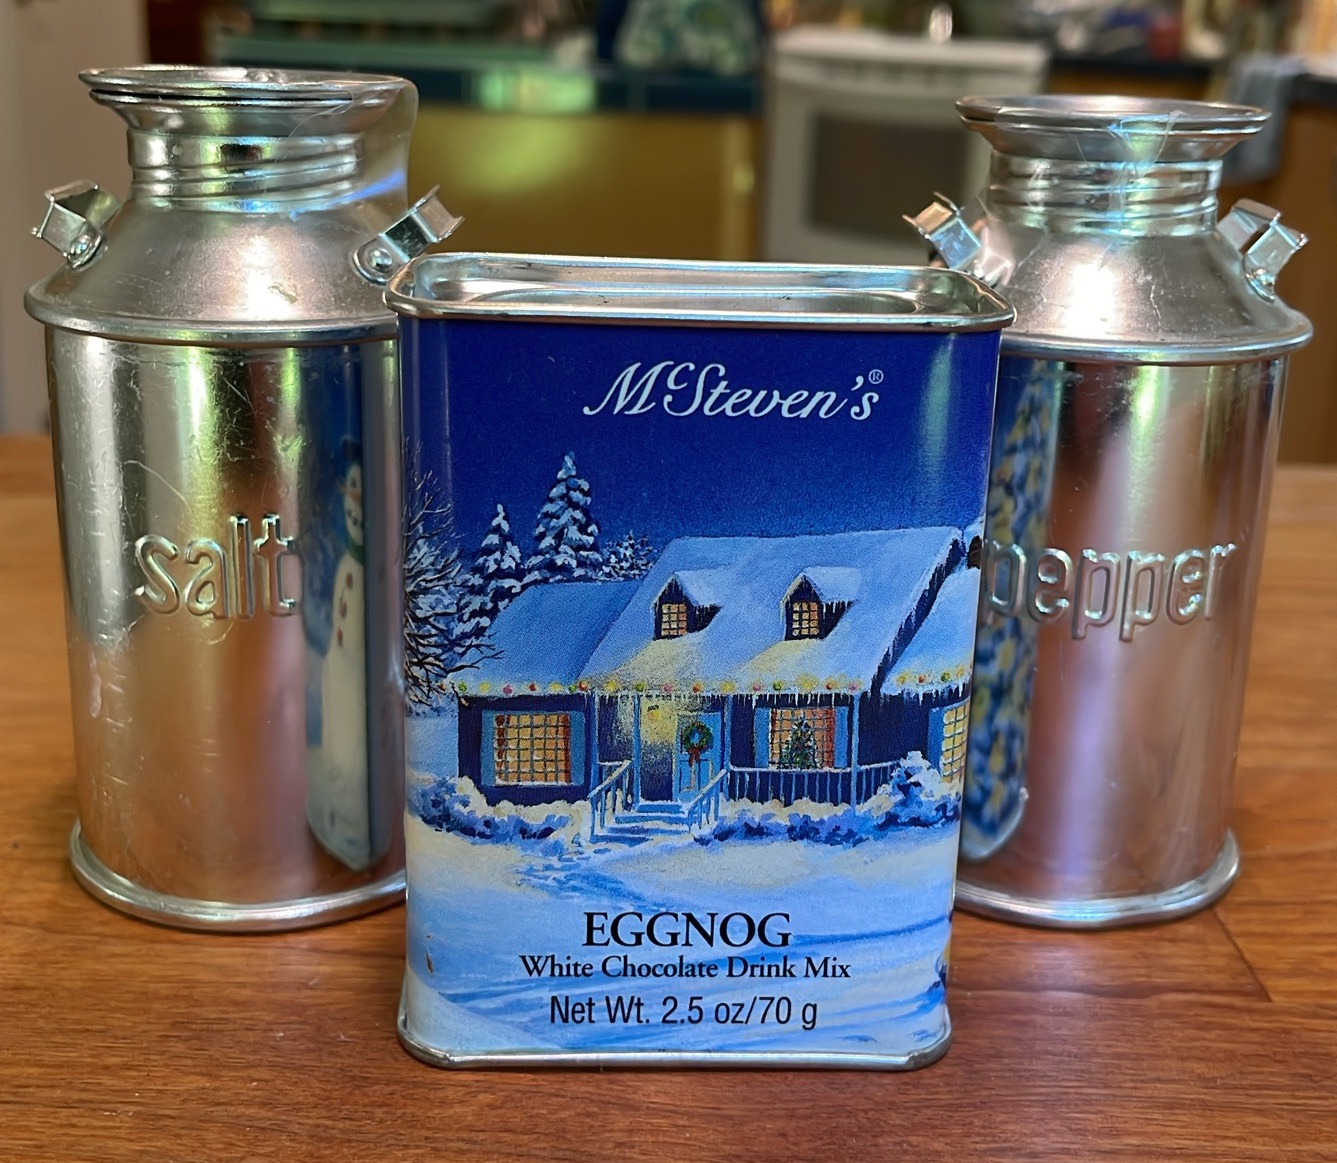 McSteven's®
salt
pepper
EGGNOG
White Chocolate Drink Mix
Net Wt. 2.5 oz/70 g